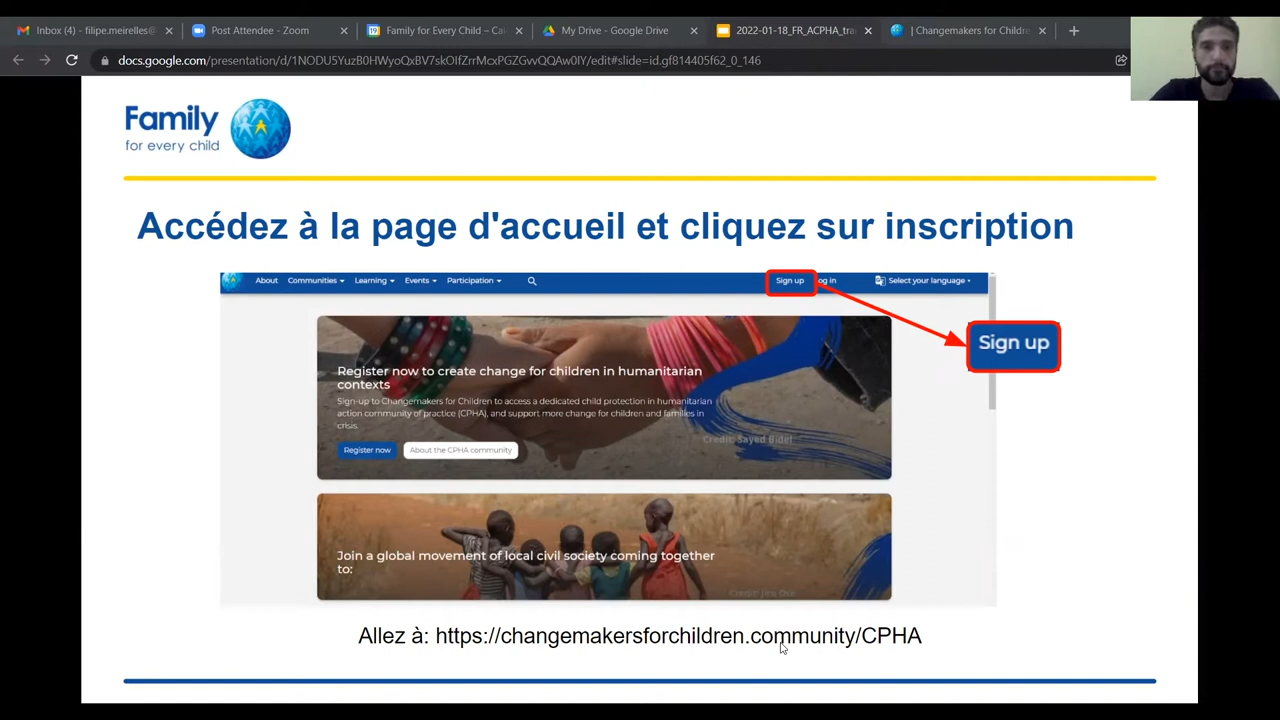 Inbox (4) - filipe.meirelles@
Post Attendee - Zoom
Family for Every Child – Cal
My Drive - Google Drive
2022-01-18_FR_ACPHA_tra
| Changemakers for Childre
docs.google.com/presentation/d/1NODU5YuzB0HWyoQxBV7skOIfZrrMcxPGZGvvQQAw0IY/edit#slide=id.gf814405f62_0_146
Family
for every child
Accédez à la page d'accueil et cliquez sur inscription
About Communities Learning Events Participation Sign up og in Select your language
Sign up
Register now to create change for children in humanitarian
contexts
Sign-up to Changemakers for Children to access a dedicated child protection in humanitarian
action community of practice (CPHA), and support more change for children and families in
crisis.
Credit: Sayed Bidel
Register now About the CPHA community
Join a global movement of local civil society coming together
to:
Allez à: https://changemakersforchildren.community/CPHA